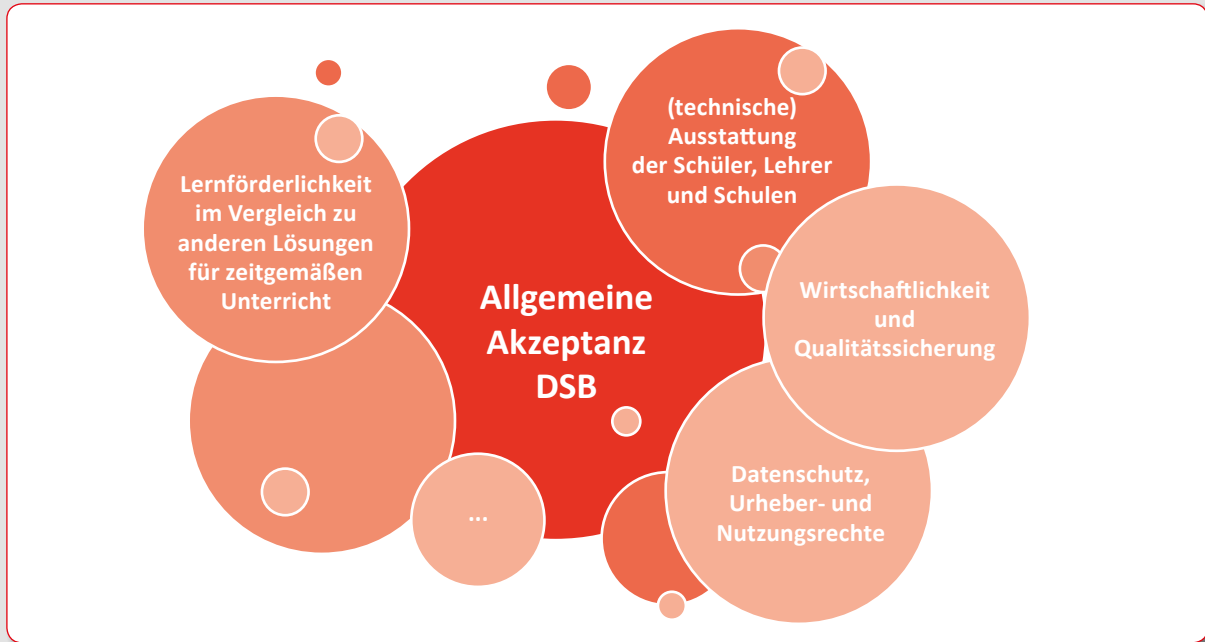 (technische)
Ausstattung
der Schüler, Lehrer
und Schulen
Lernförderlichkeit
im Vergleich zu
anderen Lösungen
für zeitgemäßen
Unterricht
Allgemeine
Akzeptanz
DSB
Wirtschaftlichkeit
und
Qualitätssicherung
Datenschutz,
Urheber- und
Nutzungsrechte
...